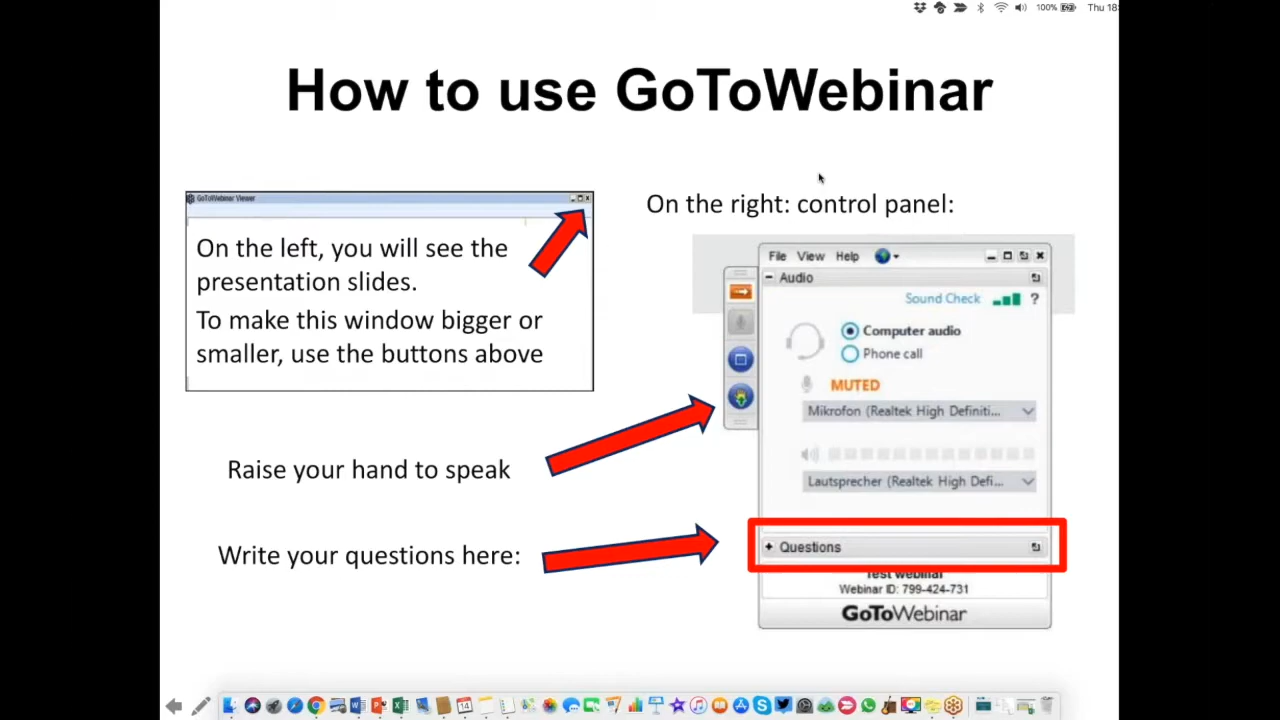 100% Thu 18:
How to use GoToWebinar
GoToWebinar Viewer
On the left, you will see the
presentation slides.
To make this window bigger or
smaller, use the buttons above
On the right: control panel:
File View Help
Audio
Sound Check ?
Computer audio
Phone call
MUTED
Mikrofon (Realtek High Definiti...
Lautsprecher (Realtek High Defi...
Raise your hand to speak
Write your questions here:
Questions
Test webinar
Webinar ID: 799-424-731
GoToWebinar